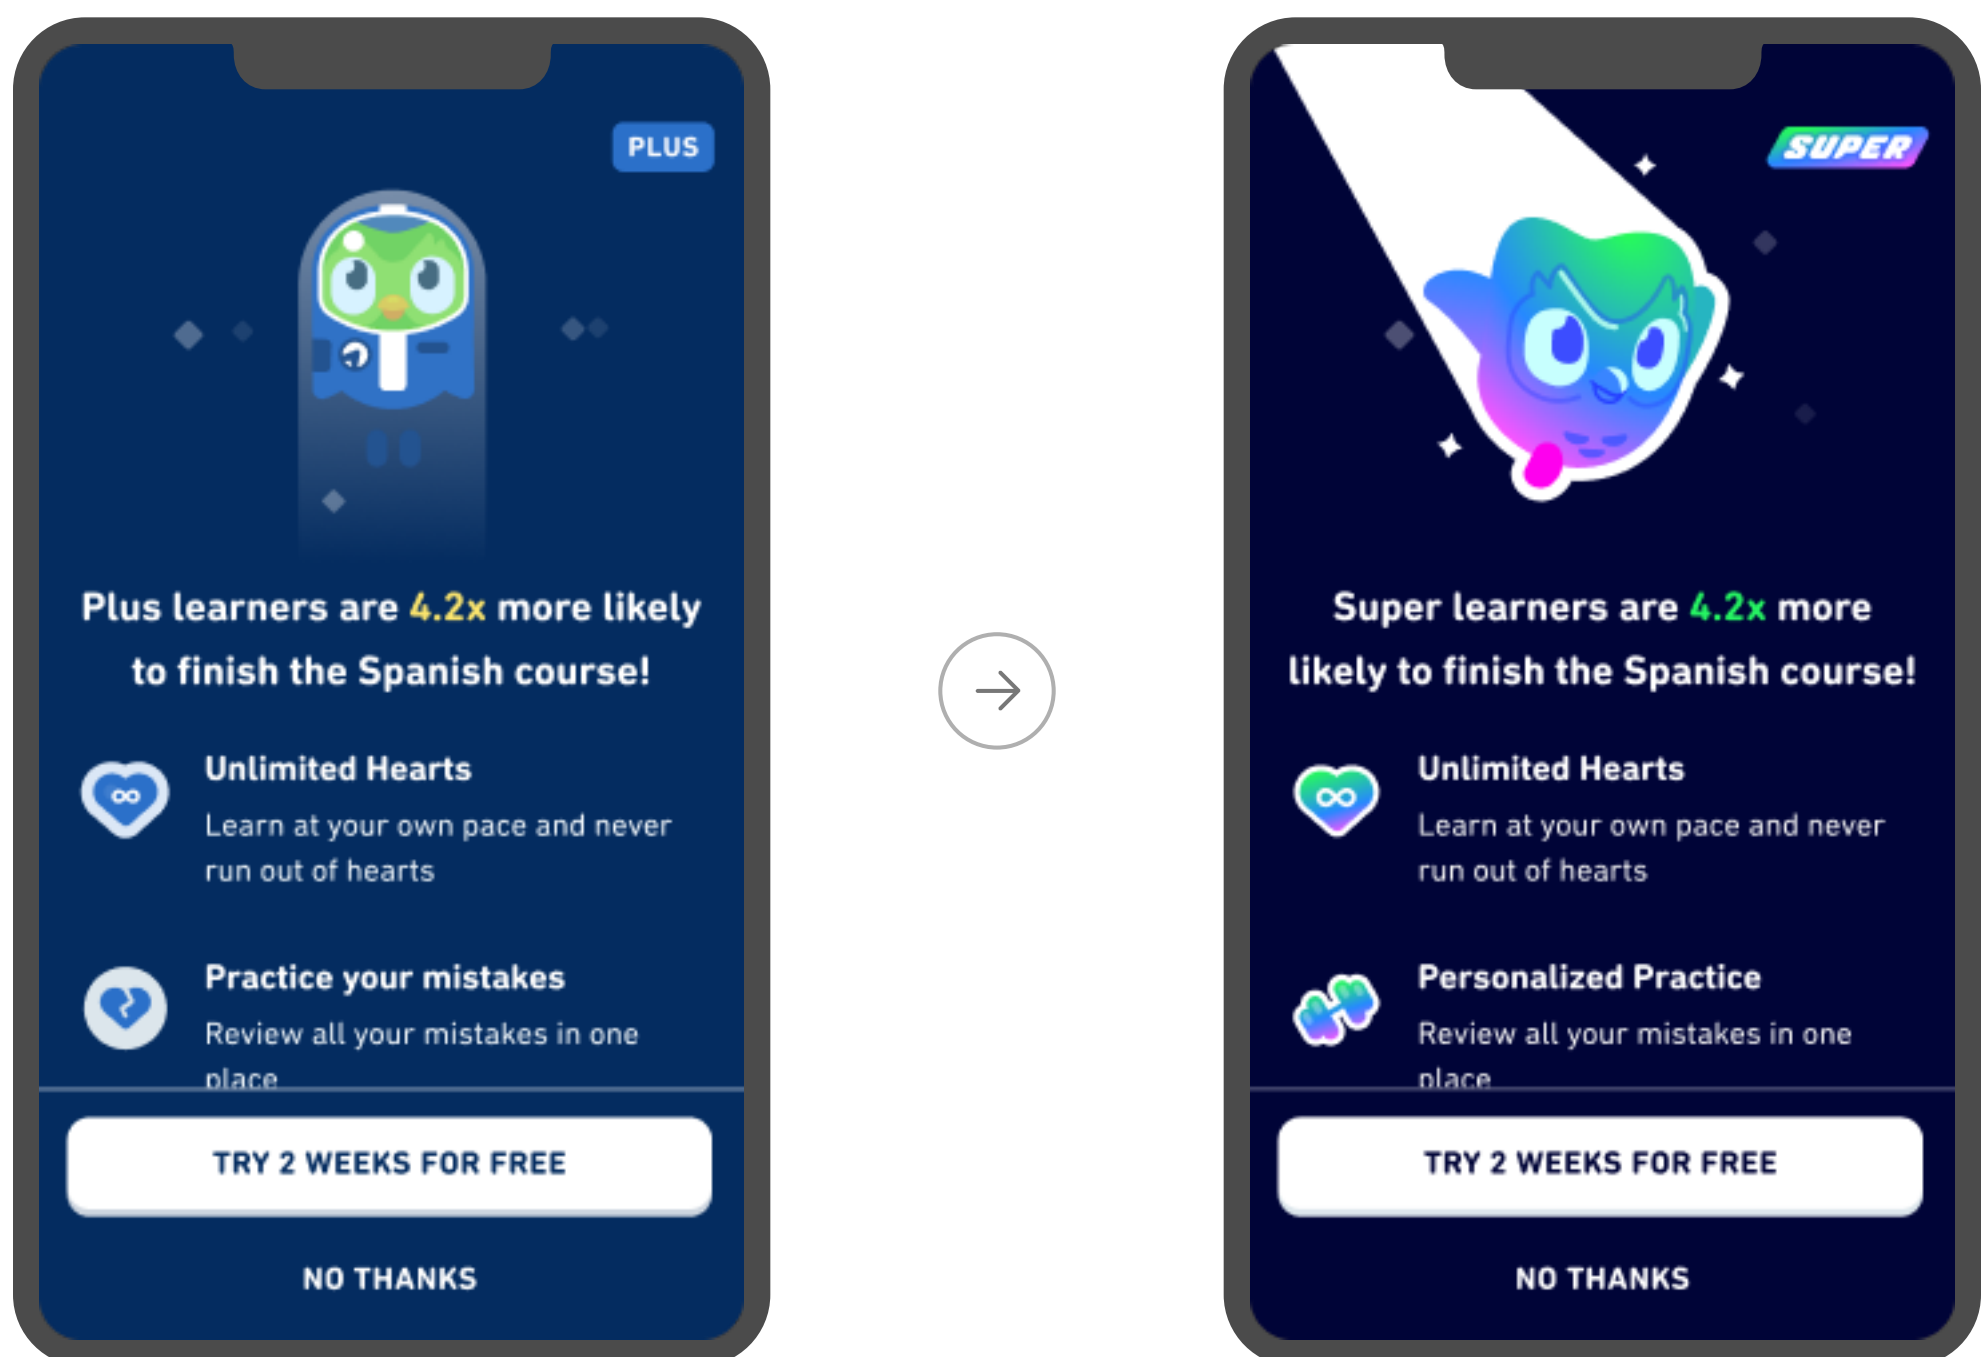 PLUS
Plus learners are 4.2x more likely
to finish the Spanish course!
Unlimited Hearts
Learn at your own pace and never
run out of hearts
Practice your mistakes
Review all your mistakes in one
place
TRY 2 WEEKS FOR FREE
NO THANKS
SUPER
Super learners are 4.2x more
likely to finish the Spanish course!
Unlimited Hearts
Learn at your own pace and never
run out of hearts
Personalized Practice
Review all your mistakes in one
place
TRY 2 WEEKS FOR FREE
NO THANKS